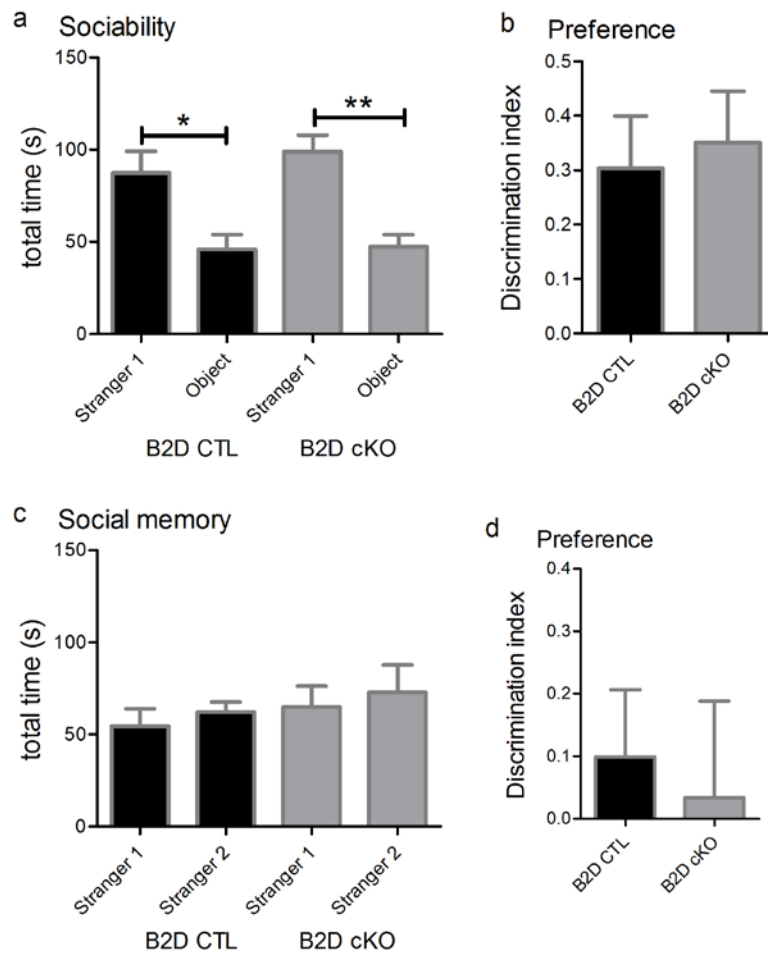 a Sociability
150
100
50
0
total time (s)
* **
Stranger 1 Object Stranger 1 Object
B2D CTL B2D cKO
b Preference
0.5
0.4
0.3
0.2
0.1
0.0
Discrimination index
B2D CTL B2D cKO
c Social memory
150
100
50
0
total time (s)
Stranger 1 Stranger 2 Stranger 1 Stranger 2
B2D CTL B2D cKO
d Preference
0.4
0.2
0.1
0.0
Discrimination index
B2D CTL B2D cKO